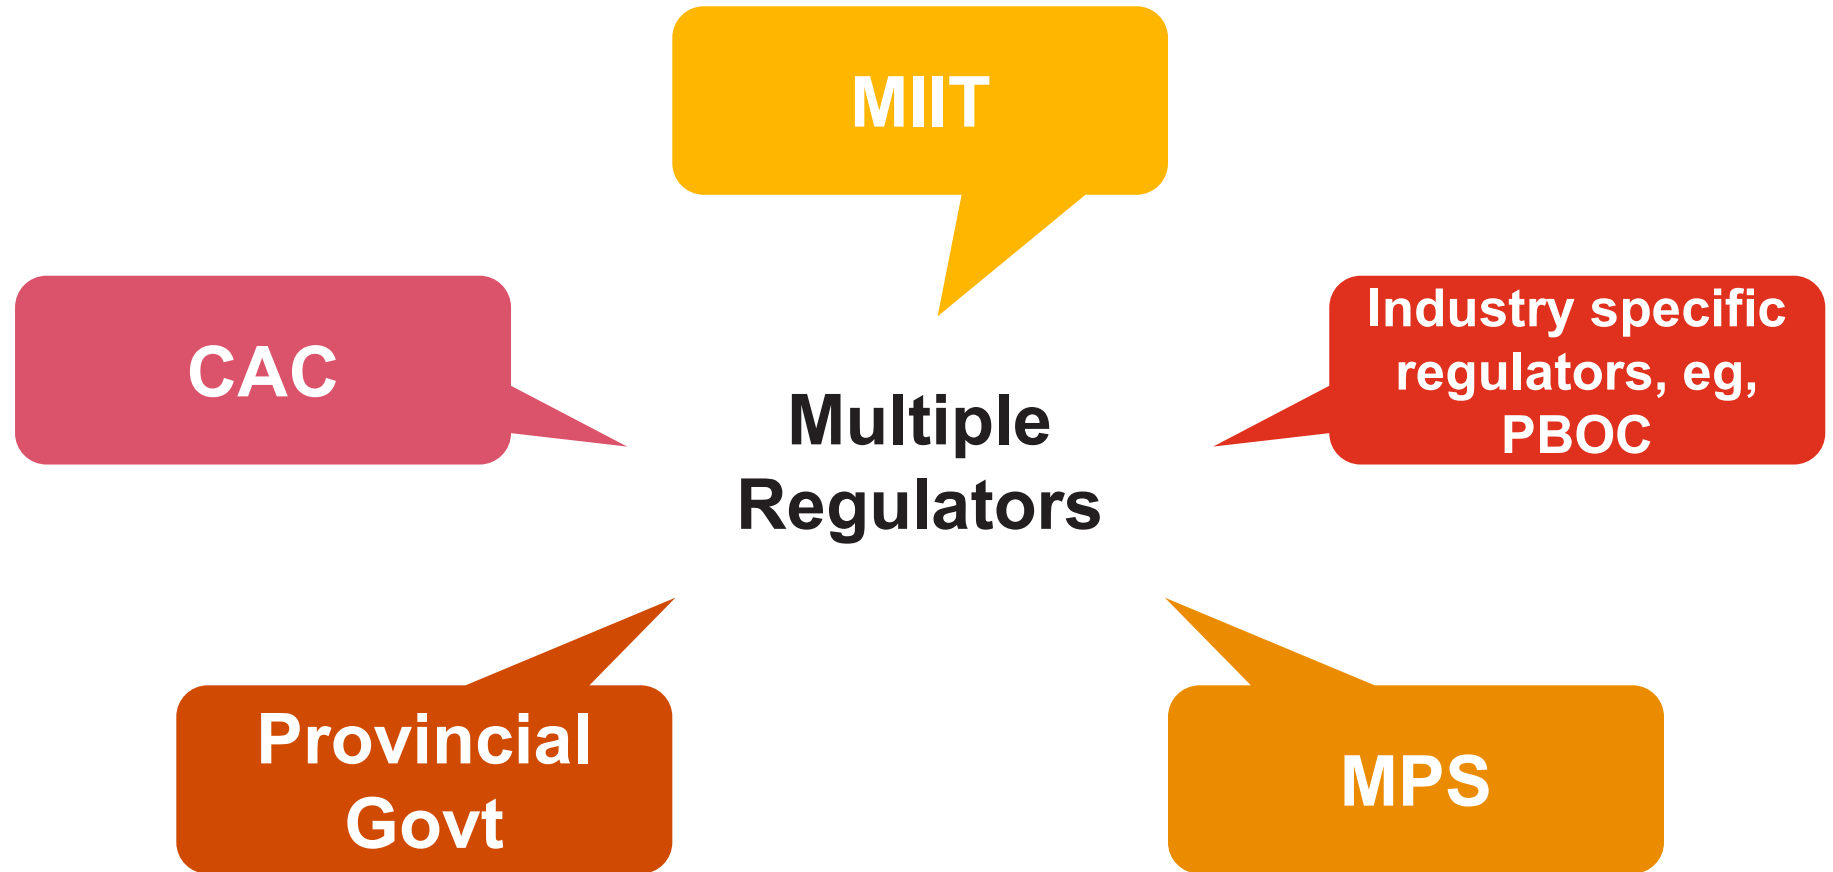 MIIT
CAC
Industry specific
regulators, eg,
PBOC
Multiple
Regulators
Provincial
Govt
MPS